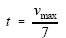 t = v_max / 7